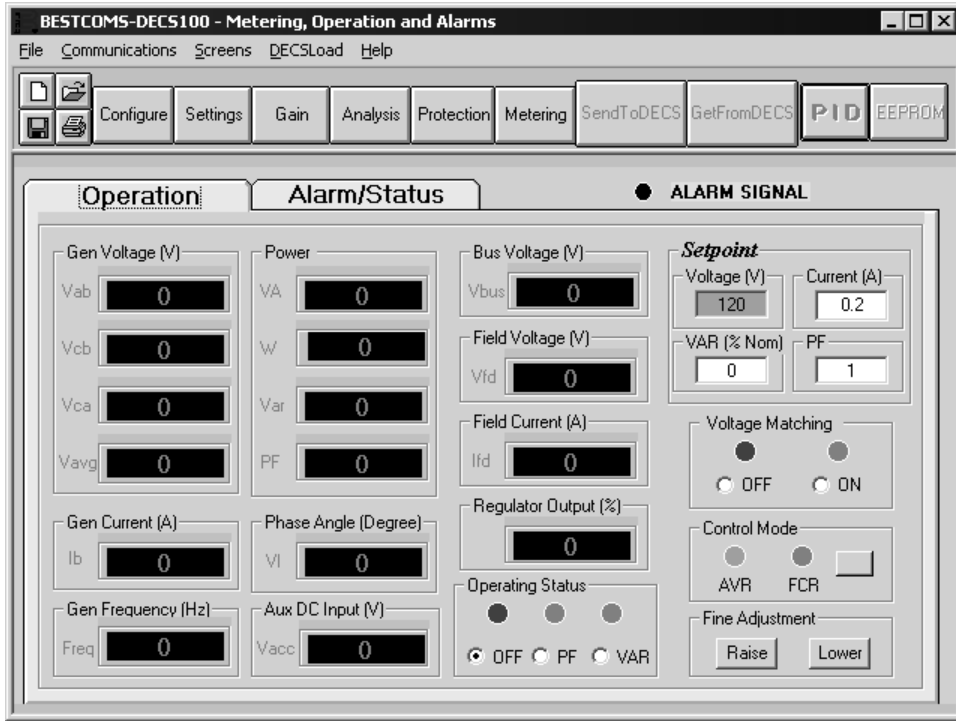 BESTCOMS-DECS100 - Metering, Operation and Alarms
File Communications Screens DECSLoad Help
Configure Settings Gain Analysis Protection Metering SendToDECS GetFromDECS PID EEPROM
Operation Alarm/Status ALARM SIGNAL
Gen Voltage (V)
Vab 0
Vcb 0
Vca 0
Vavg 0
Power
VA 0
W 0
Var 0
PF 0
Bus Voltage (V)
Vbus 0
Field Voltage (V)
Vfd 0
Field Current (A)
Ifd 0
Regulator Output (%)
0
Setpoint
Voltage (V) Current (A)
120 0.2
VAR (% Nom) PF
0 1
Voltage Matching
OFF ON
Gen Current (A)
Ib 0
Phase Angle (Degree)
VI 0
Control Mode
AVR FCR
Gen Frequency (Hz)
Freq 0
Aux DC Input (V)
Vacc 0
Operating Status
OFF PF VAR
Fine Adjustment
Raise Lower